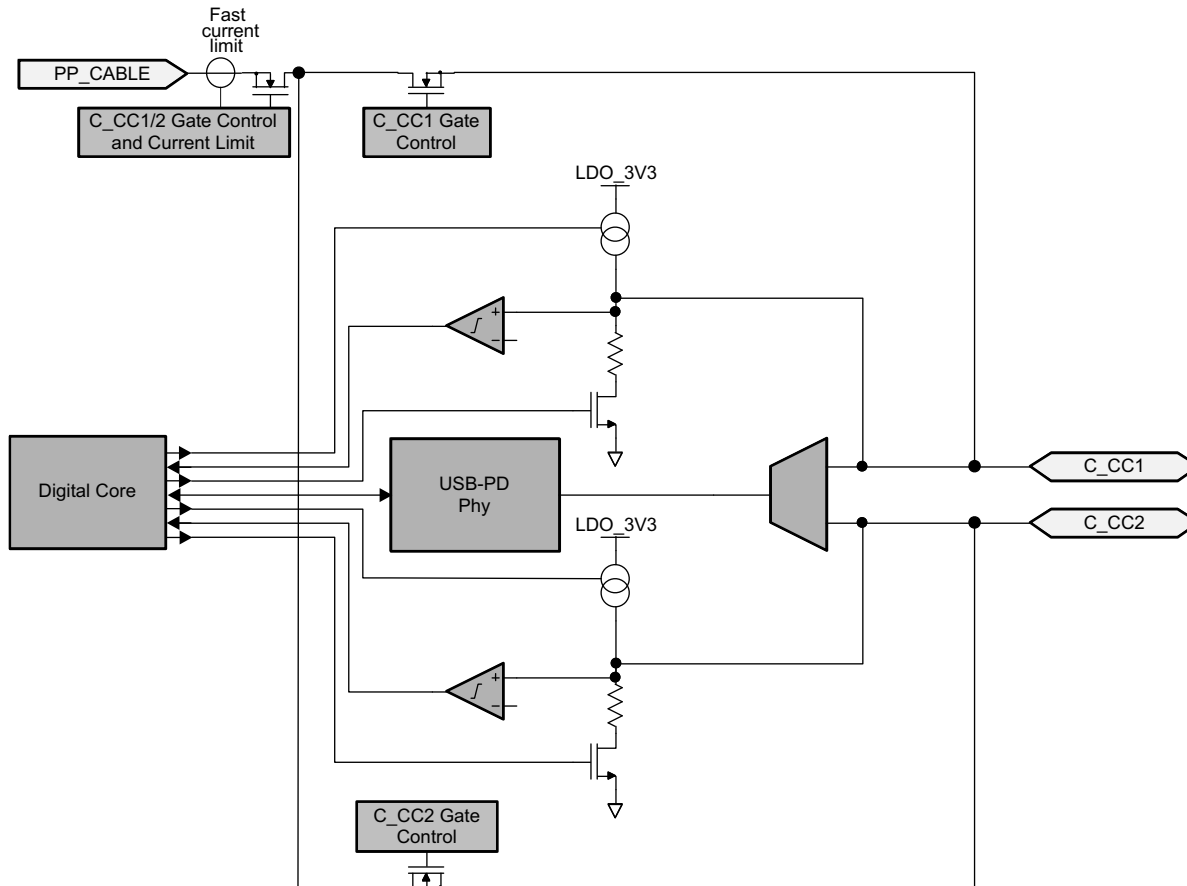 Fast
current
limit
PP_CABLE
C_CC1/2 Gate Control
and Current Limit
C_CC1 Gate
Control
LDO_3V3
+
−
Digital Core
USB-PD
Phy
C_CC1
C_CC2
LDO_3V3
+
−
C_CC2 Gate
Control